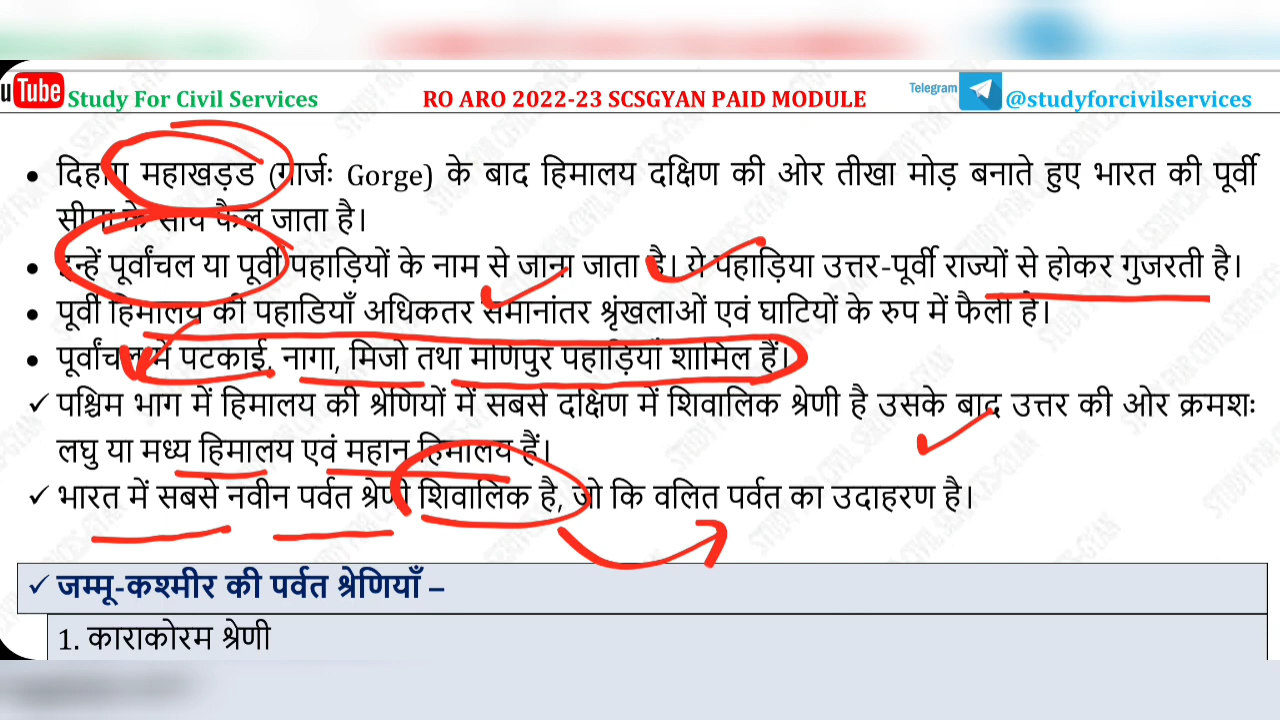 uTube Study For Civil Services RO ARO 2022-23 SCSGYAN PAID MODULE Telegram @studyforcivilservices
• दिहांग महाखड्ड (गार्जः Gorge) के बाद हिमालय दक्षिण की ओर तीखा मोड़ बनाते हुए भारत की पूर्वी
सीमा के साथ फैल जाता है।
• इन्हें पूर्वांचल या पूर्वी पहाड़ियों के नाम से जाना जाता है। ये पहाड़िया उत्तर-पूर्वी राज्यों से होकर गुजरती है।
• पूर्वी हिमालय की पहाडियाँ अधिकतर समानांतर श्रृंखलाओं एवं घाटियों के रुप में फैली है।
• पूर्वांचल में पटकाई, नागा, मिजो तथा मणिपुर पहाड़ियाँ शामिल हैं।
✓ पश्चिम भाग में हिमालय की श्रेणियों में सबसे दक्षिण में शिवालिक श्रेणी है उसके बाद उत्तर की ओर क्रमशः
लघु या मध्य हिमालय एवं महान हिमालय हैं।
✓ भारत में सबसे नवीन पर्वत श्रेणी शिवालिक है, जो कि वलित पर्वत का उदाहरण है।
✓ जम्मू-कश्मीर की पर्वत श्रेणियाँ –
1. काराकोरम श्रेणी